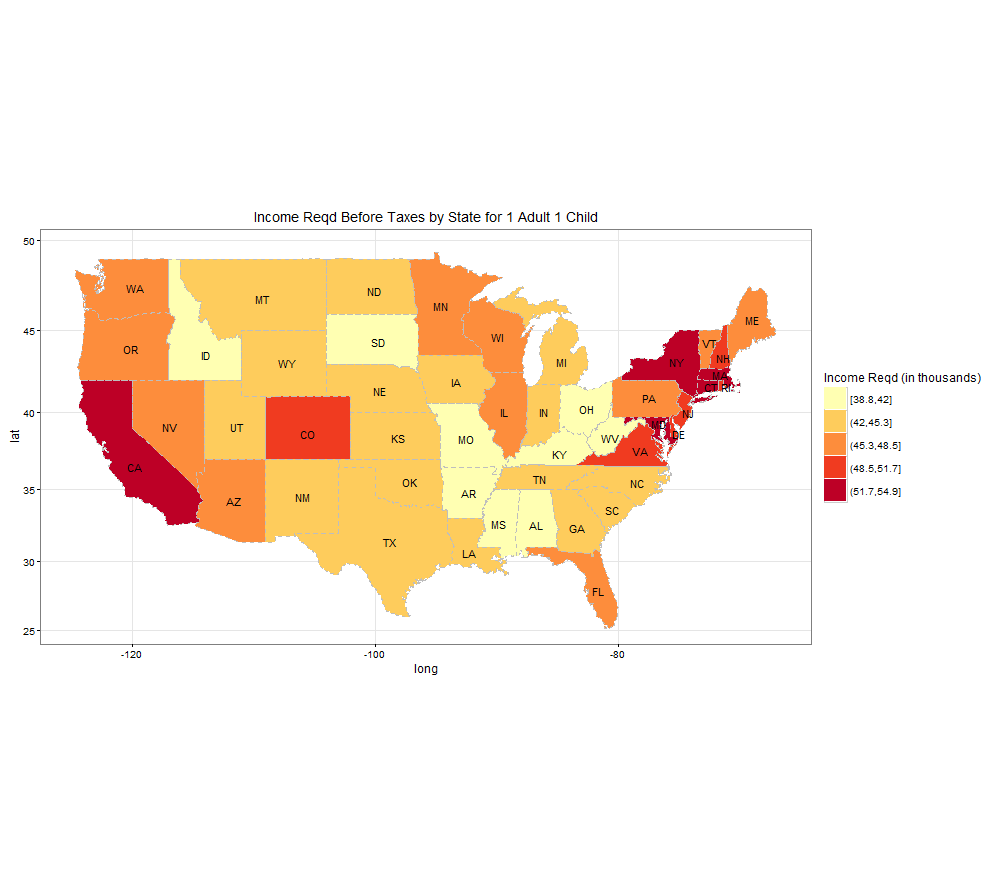 Income Reqd Before Taxes by State for 1 Adult 1 Child
50
45
40
35
30
25
lat
-120
-100
-80
long
WA
MT
ND
MN
ME
OR
ID
WY
SD
WI
MI
VT
NH
NY
MA
CT
RI
NE
IA
PA
NJ
NV
UT
CO
KS
MO
IL
IN
OH
WV
MD
DE
VA
KY
CA
AZ
NM
OK
AR
TN
NC
SC
TX
LA
MS
AL
GA
FL
Income Reqd (in thousands)
[38.8,42]
(42,45.3]
(45.3,48.5]
(48.5,51.7]
(51.7,54.9]